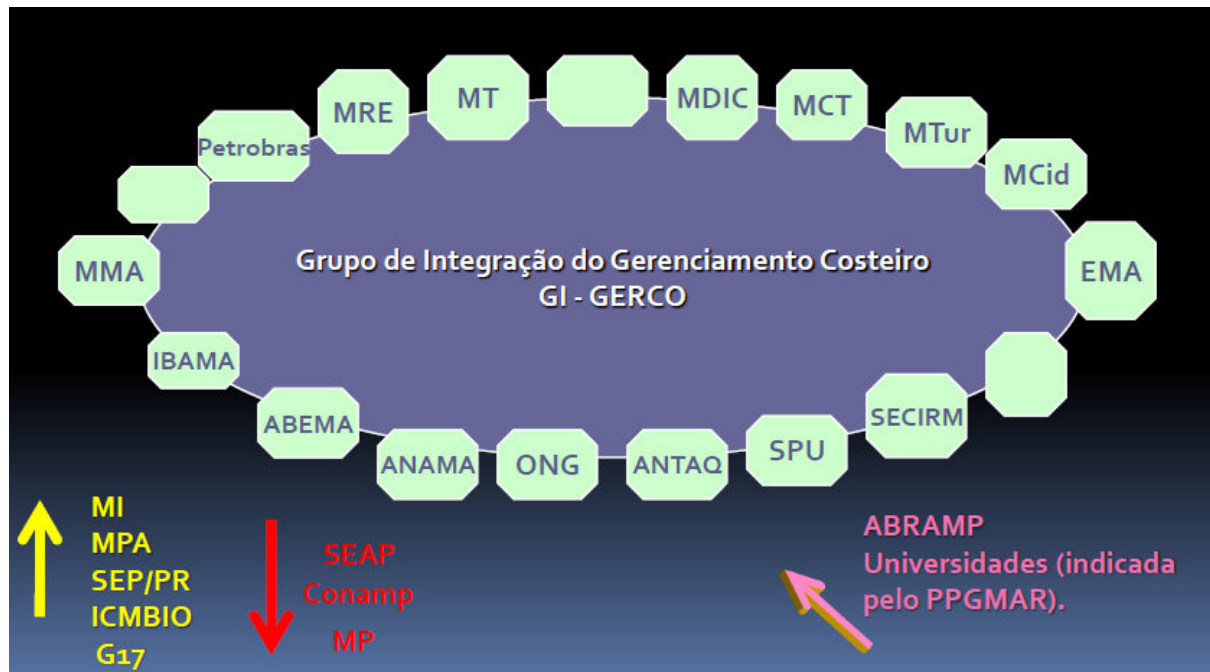 MRE
MT
MDIC
MCT
MTur
MCid
Petrobras
MMA
Grupo de Integração do Gerenciamento Costeiro
GI - GERCO
EMA
IBAMA
ABEMA
ANAMA
ONG
ANTAQ
SPU
SECIRM
MI
MPA
SEP/PR
ICMBIO
G17
SEAP
Conamp
MP
ABRAMP
Universidades (indicada
pelo PPGMAR).